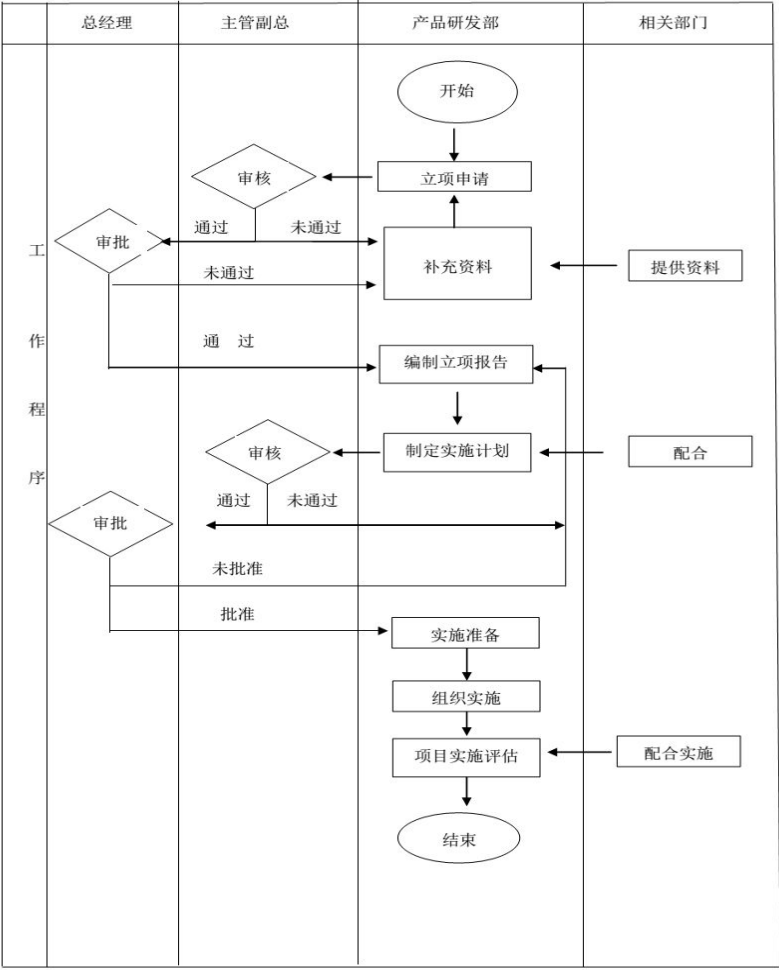 总经理
主管副总
产品研发部
相关部门
开始
审核
立项申请
通过
未通过
审批
工
补充资料
提供资料
未通过
通 过
作
编制立项报告
程
审核
制定实施计划
配合
序
通过
未通过
审批
未批准
批准
实施准备
组织实施
项目实施评估
配合实施
结束